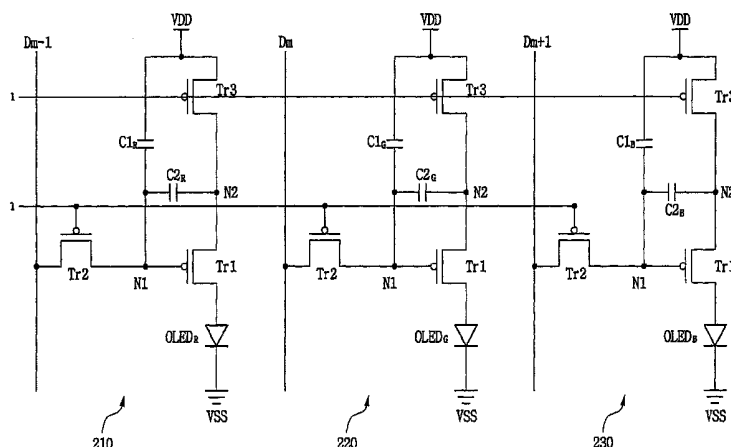 VDD VDD VDD
Dm-1 Dm Dm+1
1 Tr3 Tr3 Tr3
C1R C1G C1B
C2R N2 C2G N2 C2B N2
1
Tr2 N1 Tr1 Tr2 N1 Tr1 Tr2 N1 Tr1
OLEDR OLEDG OLEDB
VSS VSS VSS
210 220 230